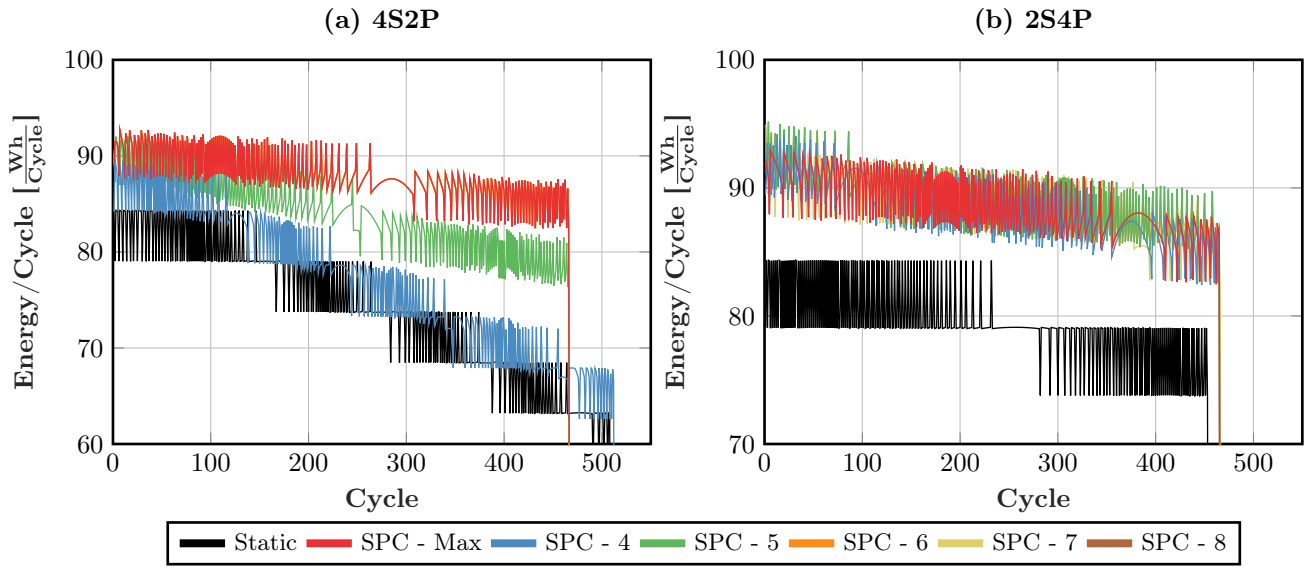 (a) 4S2P
(b) 2S4P
100
90
80
70
60
Energy/Cycle [Wh/Cycle]
0 100 200 300 400 500
Cycle
100
90
80
70
Energy/Cycle [Wh/Cycle]
0 100 200 300 400 500
Cycle
Static SPC - Max SPC - 4 SPC - 5 SPC - 6 SPC - 7 SPC - 8